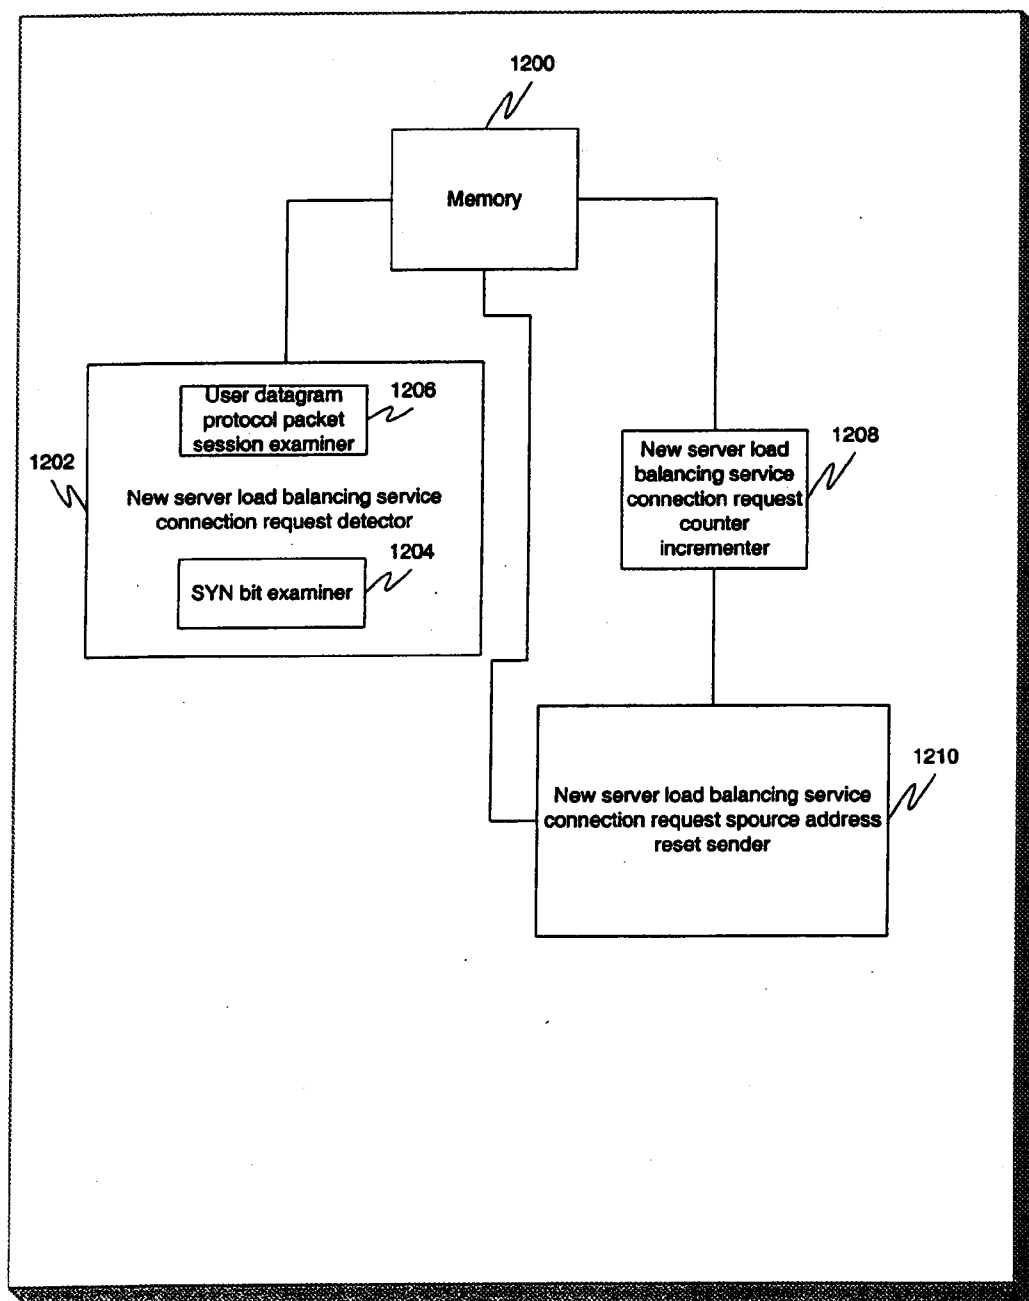 1200
Memory
User datagram
protocol packet
session examiner
1206
1202
New server load balancing service
connection request detector
1204
SYN bit examiner
New server load
balancing service
connection request
counter
incrementer
1208
1210
New server load balancing service
connection request spource address
reset sender